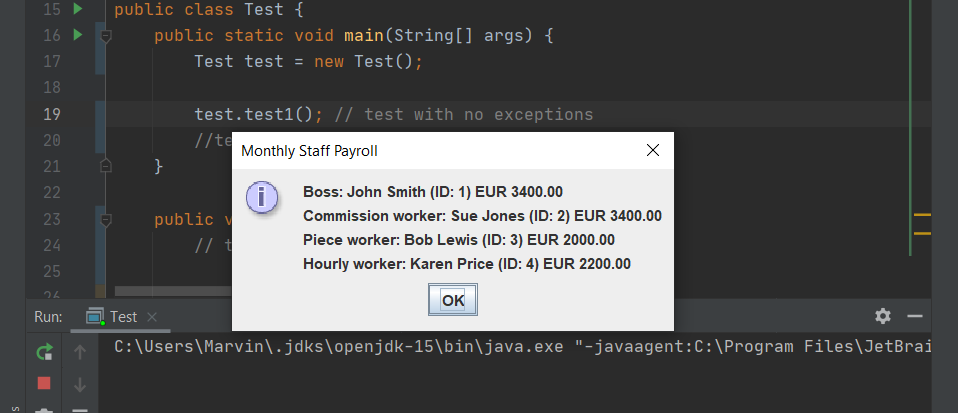 15 public class Test {
16 public static void main(String[] args) {
17 Test test = new Test();
18
19 test.test1(); // test with no exceptions
20 //te
21 }
22
23 public v
24 // t
25
26
Monthly Staff Payroll
Boss: John Smith (ID: 1) EUR 3400.00
Commission worker: Sue Jones (ID: 2) EUR 3400.00
Piece worker: Bob Lewis (ID: 3) EUR 2000.00
Hourly worker: Karen Price (ID: 4) EUR 2200.00
OK
Run: Test
C:\Users\Marvin\.jdks\openjdk-15\bin\java.exe "-javaagent:C:\Program Files\JetBrai
s